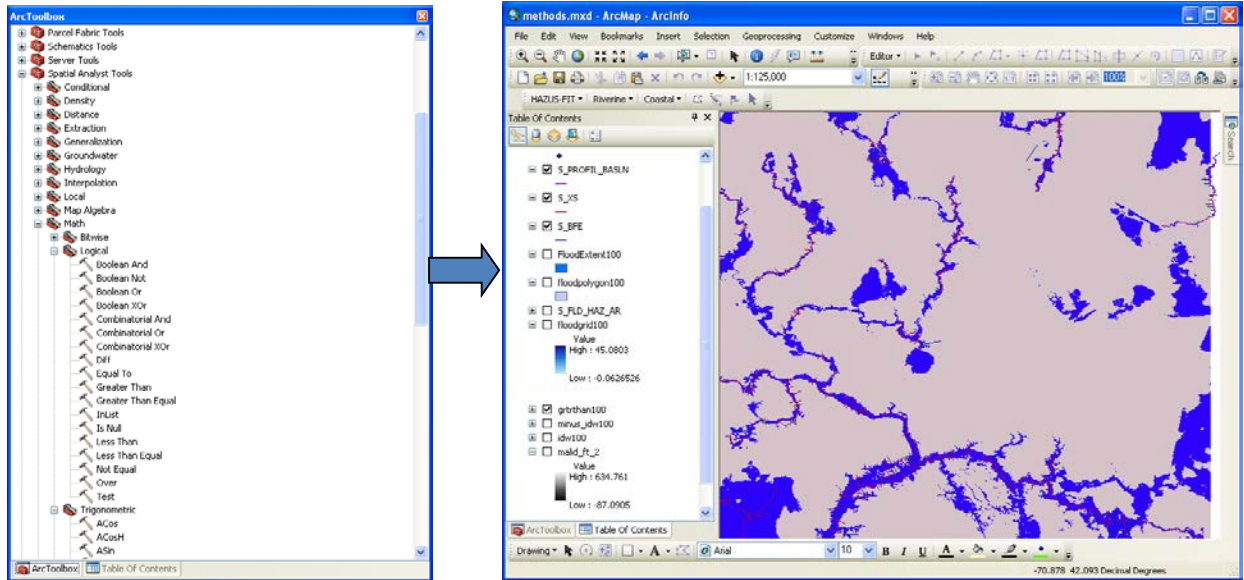 ArcToolbox
Parcel Fabric Tools
Schematics Tools
Server Tools
Spatial Analyst Tools
Conditional
Density
Distance
Extraction
Generalization
Groundwater
Hydrology
Interpolation
Local
Map Algebra
Math
Bitwise
Logical
Boolean And
Boolean Not
Boolean Or
Boolean XOr
Combinatorial And
Combinatorial Or
Combinatorial XOr
Diff
Equal To
Greater Than
Greater Than Equal
InList
Is Null
Less Than
Less Than Equal
Not Equal
Over
Test
Trigonometric
ACos
ACosH
ASin
ArcToolbox Table Of Contents
methods.mxd - ArcMap - ArcInfo
File Edit View Bookmarks Insert Selection Geoprocessing Customize Windows Help
Editor
1:125,000
100%
HAZUS-FIT Riverine Coastal
Table Of Contents
Search
S_PROFIL_BASLN
S_XS
S_BFE
FloodExtent100
floodpolygon100
S_FLD_HAZ_AR
floodgrid100
Value
High : 45.0803
Low : -0.0626526
grtrthan100
minus_idw100
idw100
Value
High : 634.761
Low : -87.0905
ArcToolbox Table Of Contents
Drawing A Arial 10 B I U A
-70.878 42.093 Decimal Degrees